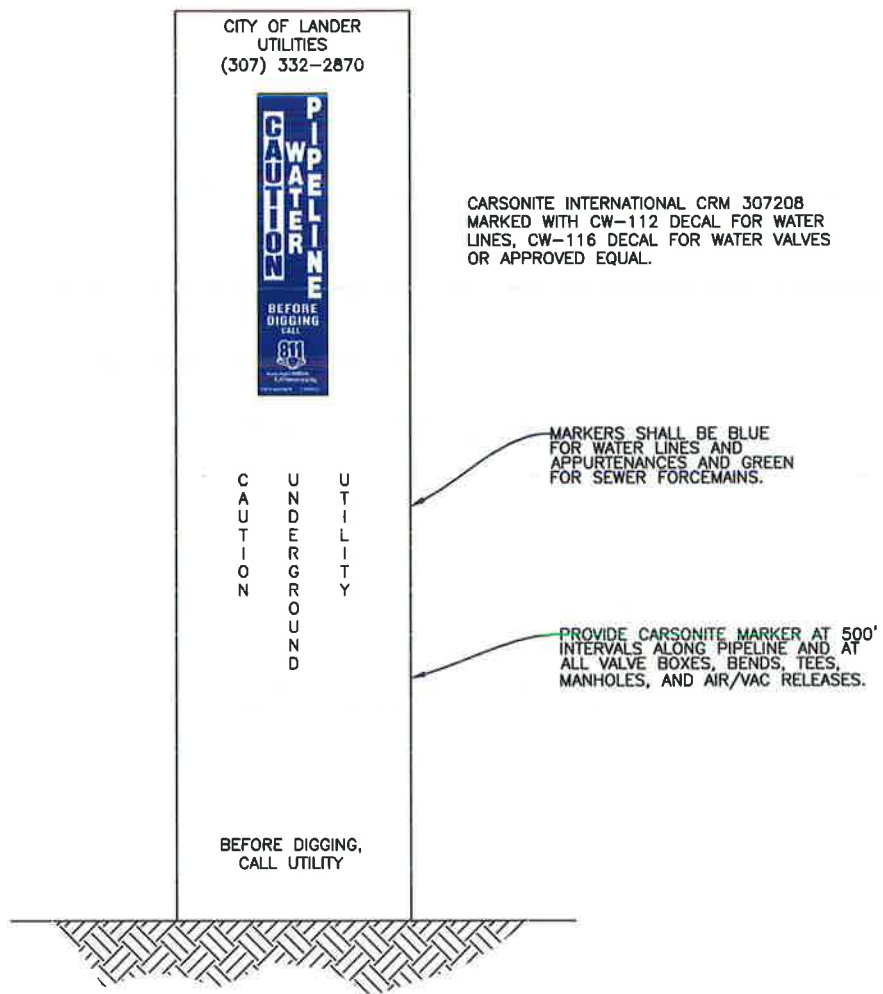 CITY OF LANDER
UTILITIES
(307) 332-2870
CAUTION
WATER
PIPELINE
BEFORE
DIGGING
CALL
811
CAUTION
UNDERGROUND
UTILITY
BEFORE DIGGING,
CALL UTILITY
CARSONITE INTERNATIONAL CRM 307208
MARKED WITH CW-112 DECAL FOR WATER
LINES, CW-116 DECAL FOR WATER VALVES
OR APPROVED EQUAL.
MARKERS SHALL BE BLUE
FOR WATER LINES AND
APPURTENANCES AND GREEN
FOR SEWER FORCEMAINS.
PROVIDE CARSONITE MARKER AT 500'
INTERVALS ALONG PIPELINE AND AT
ALL VALVE BOXES, BENDS, TEES,
MANHOLES, AND AIR/VAC RELEASES.